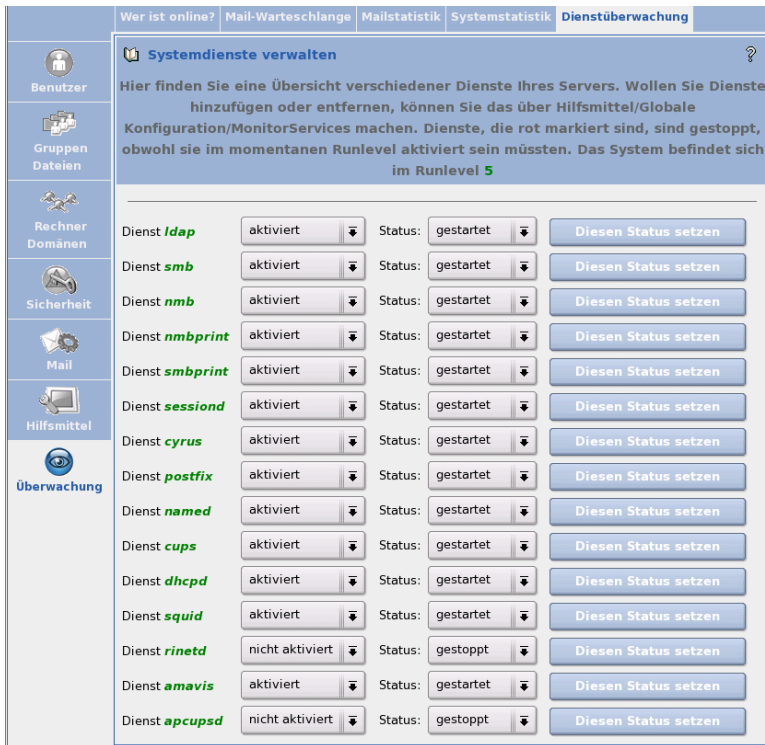 Wer ist online? Mail-Warteschlange Mailstatistik Systemstatistik Dienstüberwachung
Benutzer
Gruppen
Dateien
Rechner
Domänen
Sicherheit
Mail
Hilfsmittel
Überwachung
Systemdienste verwalten ?
Hier finden Sie eine Übersicht verschiedener Dienste Ihres Servers. Wollen Sie Dienste
hinzufügen oder entfernen, können Sie das über Hilfsmittel/Globale
Konfiguration/MonitorServices machen. Dienste, die rot markiert sind, sind gestoppt,
obwohl sie im momentanen Runlevel aktiviert sein müssten. Das System befindet sich
im Runlevel 5
Dienst ldap aktiviert Status: gestartet Diesen Status setzen
Dienst smb aktiviert Status: gestartet Diesen Status setzen
Dienst nmb aktiviert Status: gestartet Diesen Status setzen
Dienst nmbprint aktiviert Status: gestartet Diesen Status setzen
Dienst smbprint aktiviert Status: gestartet Diesen Status setzen
Dienst sessiond aktiviert Status: gestartet Diesen Status setzen
Dienst cyrus aktiviert Status: gestartet Diesen Status setzen
Dienst postfix aktiviert Status: gestartet Diesen Status setzen
Dienst named aktiviert Status: gestartet Diesen Status setzen
Dienst cups aktiviert Status: gestartet Diesen Status setzen
Dienst dhcpd aktiviert Status: gestartet Diesen Status setzen
Dienst squid aktiviert Status: gestartet Diesen Status setzen
Dienst rinetd nicht aktiviert Status: gestoppt Diesen Status setzen
Dienst amavis aktiviert Status: gestartet Diesen Status setzen
Dienst apcupsd nicht aktiviert Status: gestoppt Diesen Status setzen